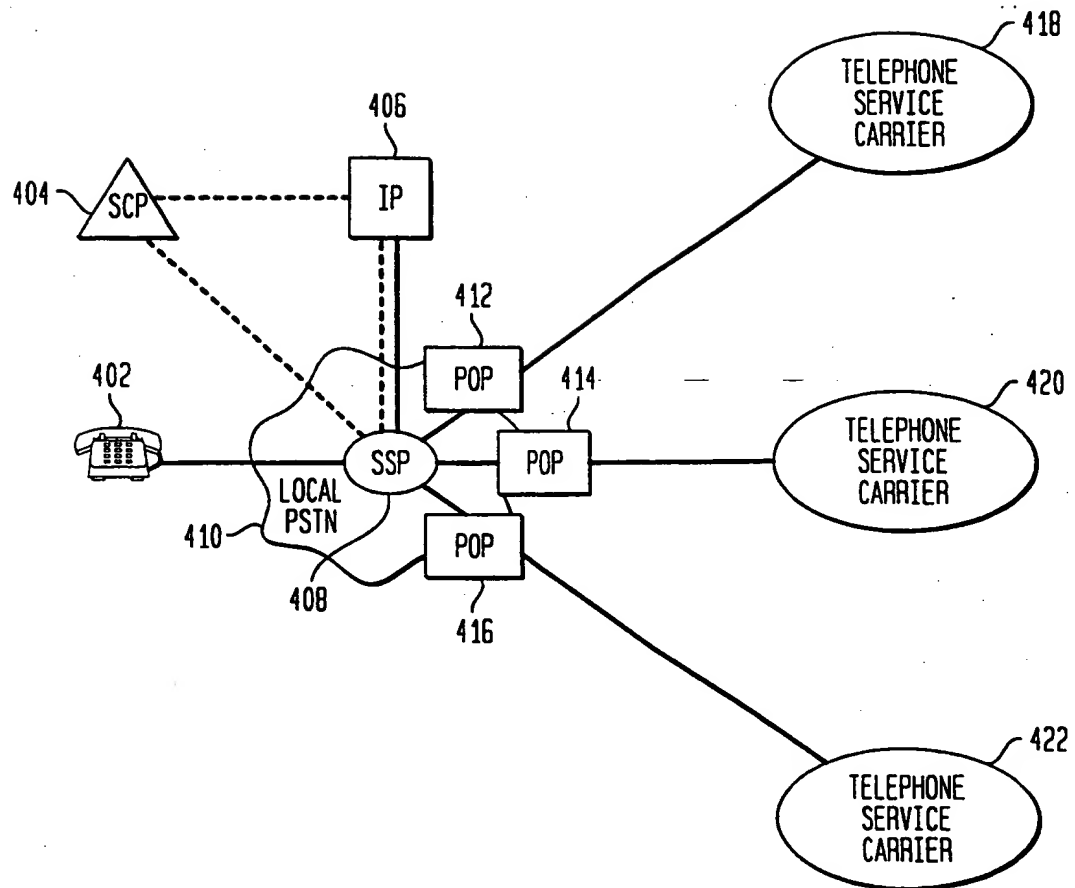 418
TELEPHONE
SERVICE
CARRIER
406
IP
404
SCP
412
POP
414
POP
402
SSP
LOCAL
PSTN
410
408
POP
416
420
TELEPHONE
SERVICE
CARRIER
422
TELEPHONE
SERVICE
CARRIER